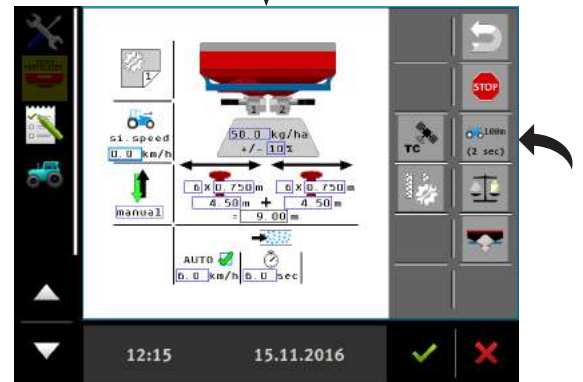 1
STOP
1 2
si.speed
0.0 km/h
50.0 kg/ha
+/- 10%
TC
100m
(2 sec)
6 X 0.750 m 6 X 0.750 m
manual
4.50 m + 4.50 m
= 9.00 m
AUTO
6.0 km/h 6.0 sec
12:15 15.11.2016